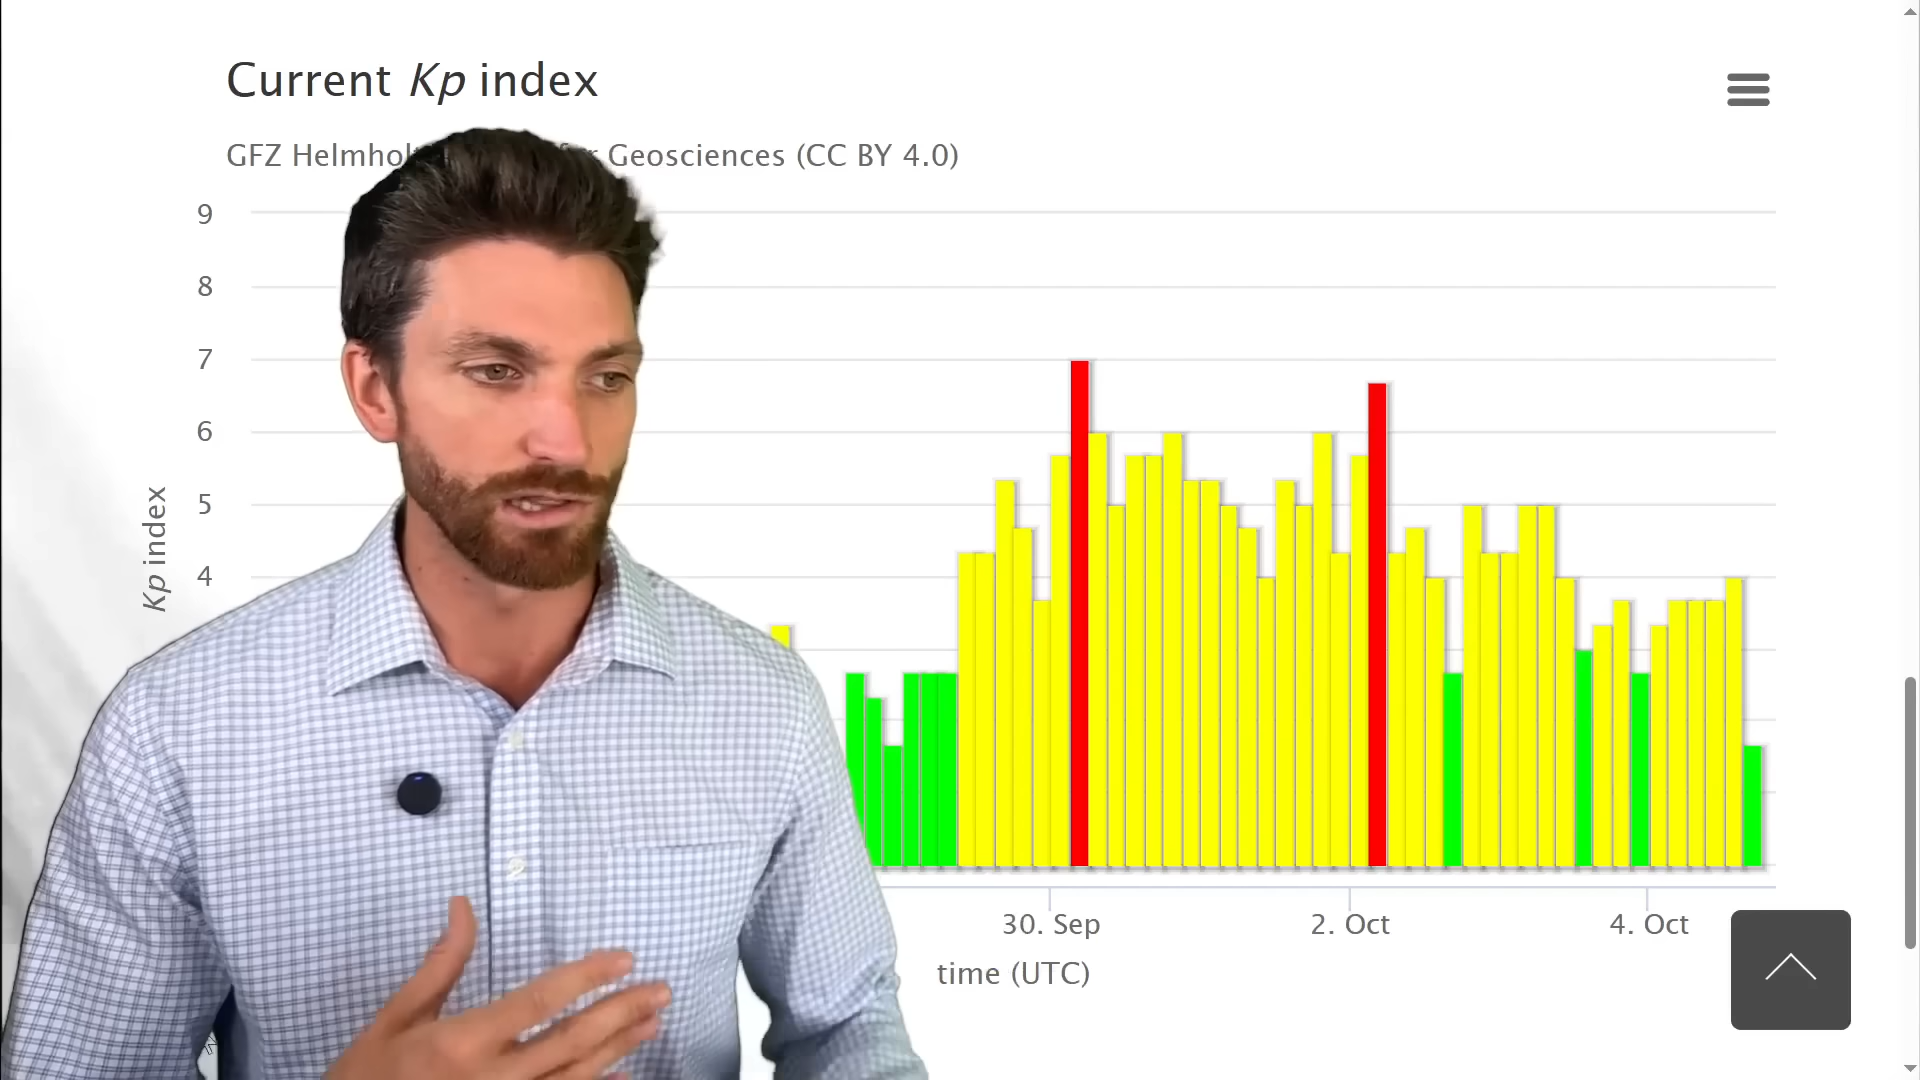 Current Kp index
GFZ Geosciences (CC BY 4.0)
9
8
7
6
5
4
Kp index
30. Sep
2. Oct
4. Oct
time (UTC)